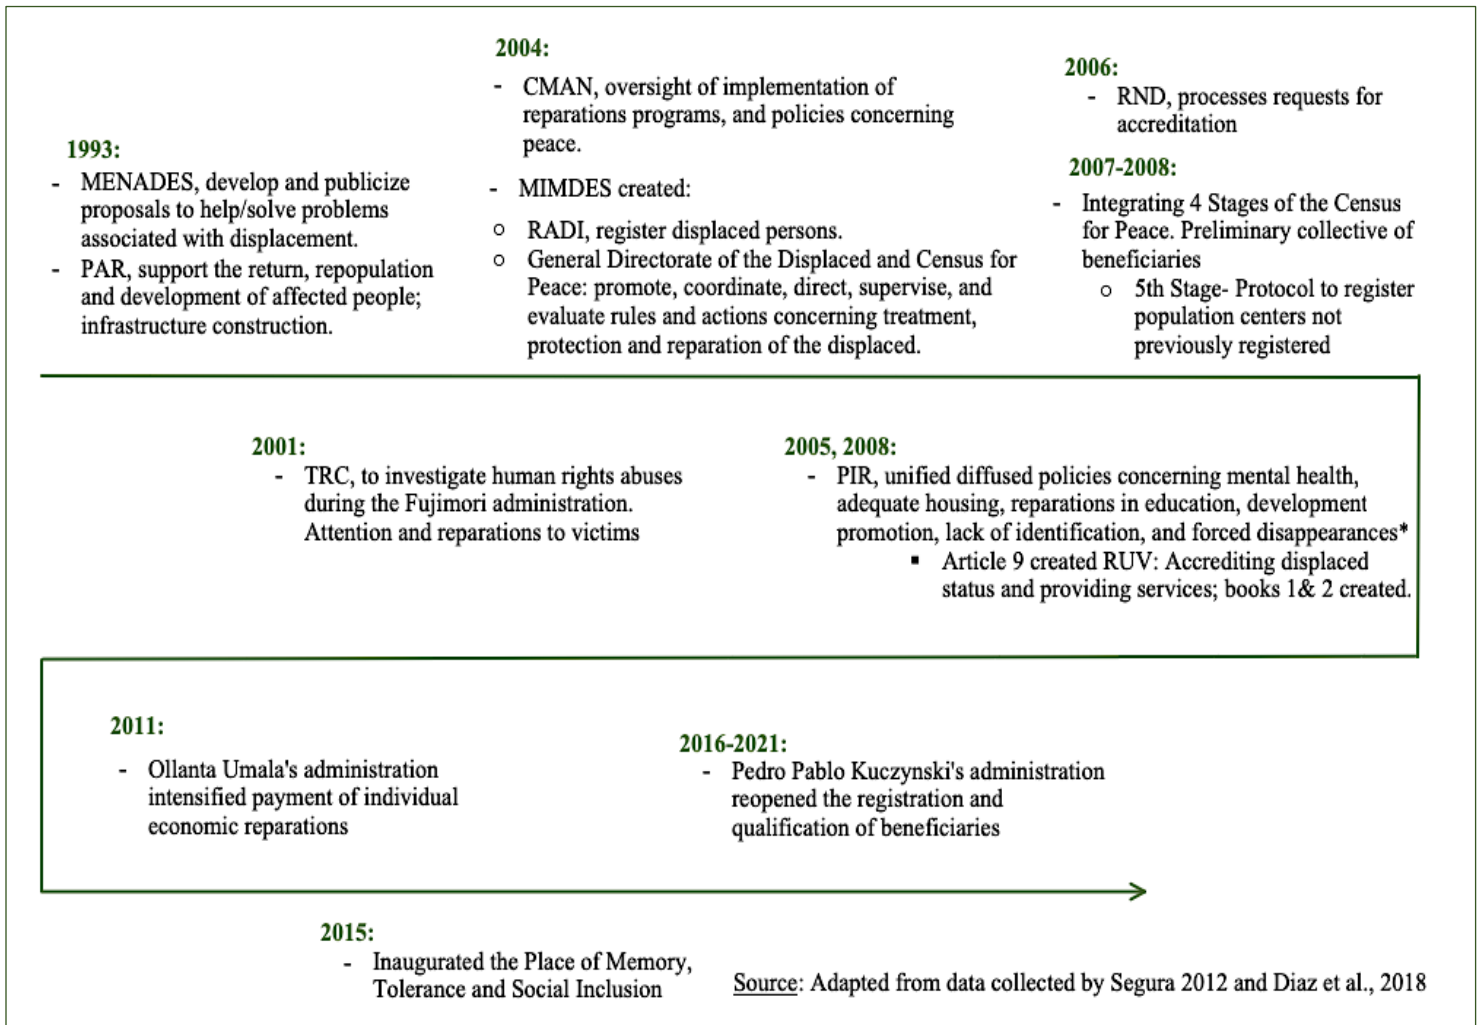 1993:
- MENADES, develop and publicize
proposals to help/solve problems
associated with displacement.
- PAR, support the return, repopulation
and development of affected people;
infrastructure construction.
2004:
- CMAN, oversight of implementation of
reparations programs, and policies concerning
peace.
- MIMDES created:
o RADI, register displaced persons.
o General Directorate of the Displaced and Census for
Peace: promote, coordinate, direct, supervise, and
evaluate rules and actions concerning treatment,
protection and reparation of the displaced.
2006:
- RND, processes requests for
accreditation
2007-2008:
- Integrating 4 Stages of the Census
for Peace. Preliminary collective of
beneficiaries
o 5th Stage- Protocol to register
population centers not
previously registered
2001:
- TRC, to investigate human rights abuses
during the Fujimori administration.
Attention and reparations to victims
2005, 2008:
- PIR, unified diffused policies concerning mental health,
adequate housing, reparations in education, development
promotion, lack of identification, and forced disappearances*
▪ Article 9 created RUV: Accrediting displaced
status and providing services; books 1& 2 created.
2011:
- Ollanta Umala's administration
intensified payment of individual
economic reparations
2016-2021:
- Pedro Pablo Kuczynski's administration
reopened the registration and
qualification of beneficiaries
2015:
- Inaugurated the Place of Memory,
Tolerance and Social Inclusion
Source: Adapted from data collected by Segura 2012 and Diaz et al., 2018